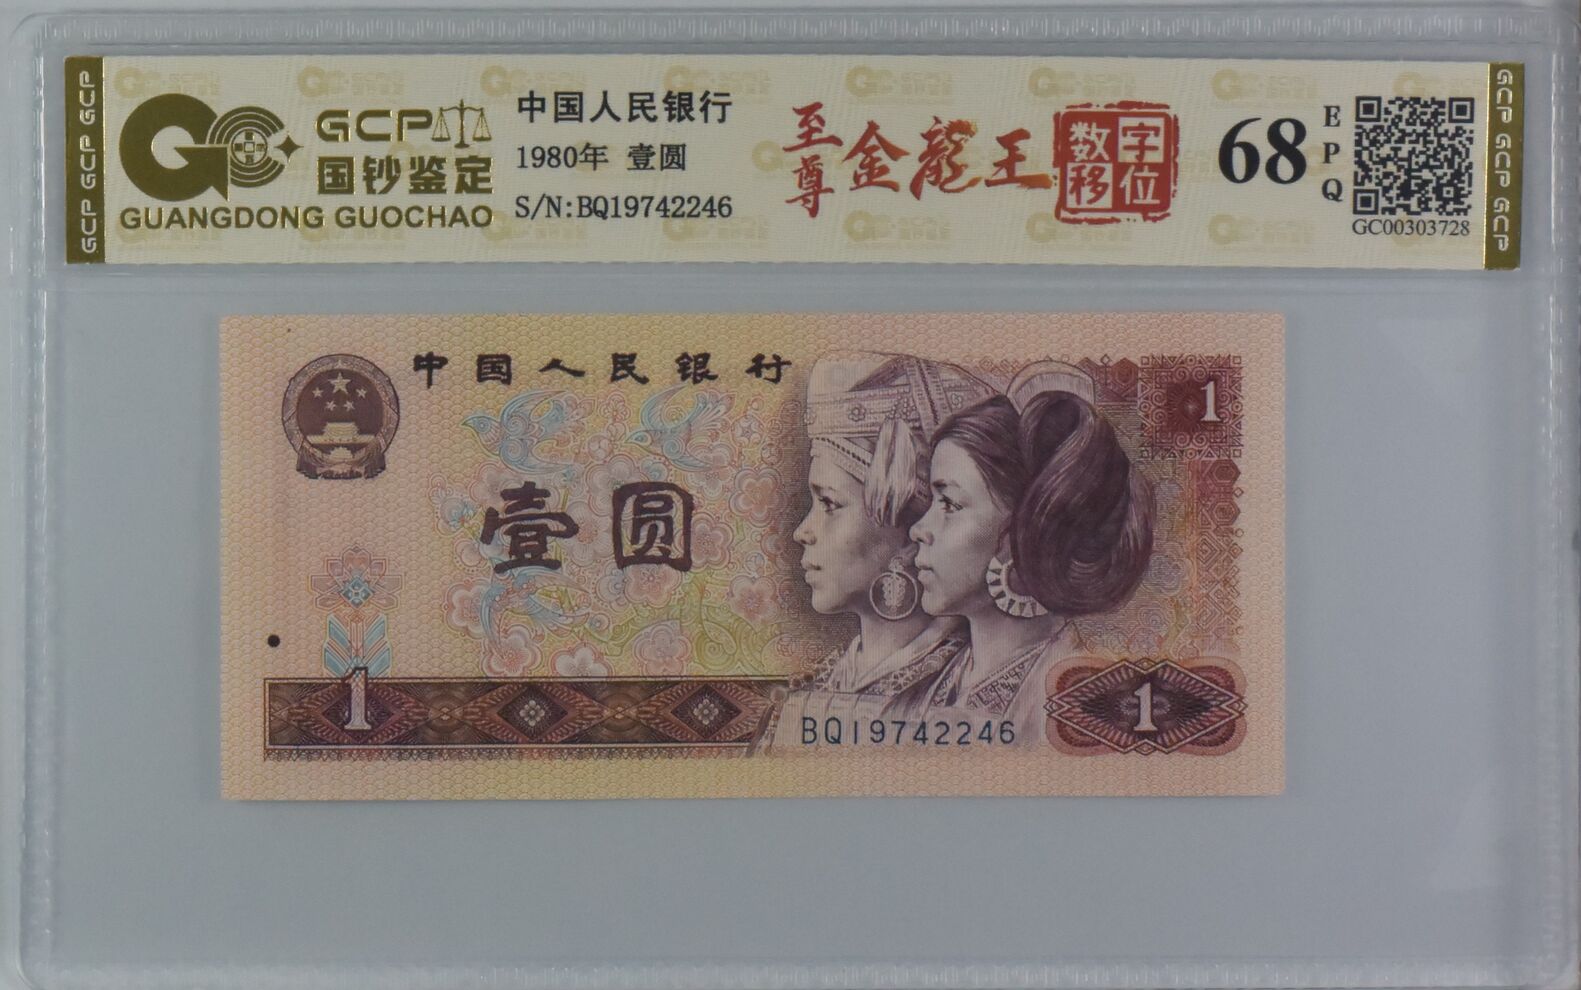 GCP GCP GCP
GCP
国钞鉴定
GUANGDONG GUOCHAO
中国人民银行
1980年 壹圆
S/N:BQ19742246
至尊金龍王
数字
移位
68
EPQ
GC00303728
GCP GCP GCP
中国人民银行
1
壹圆
1
BQ19742246
1